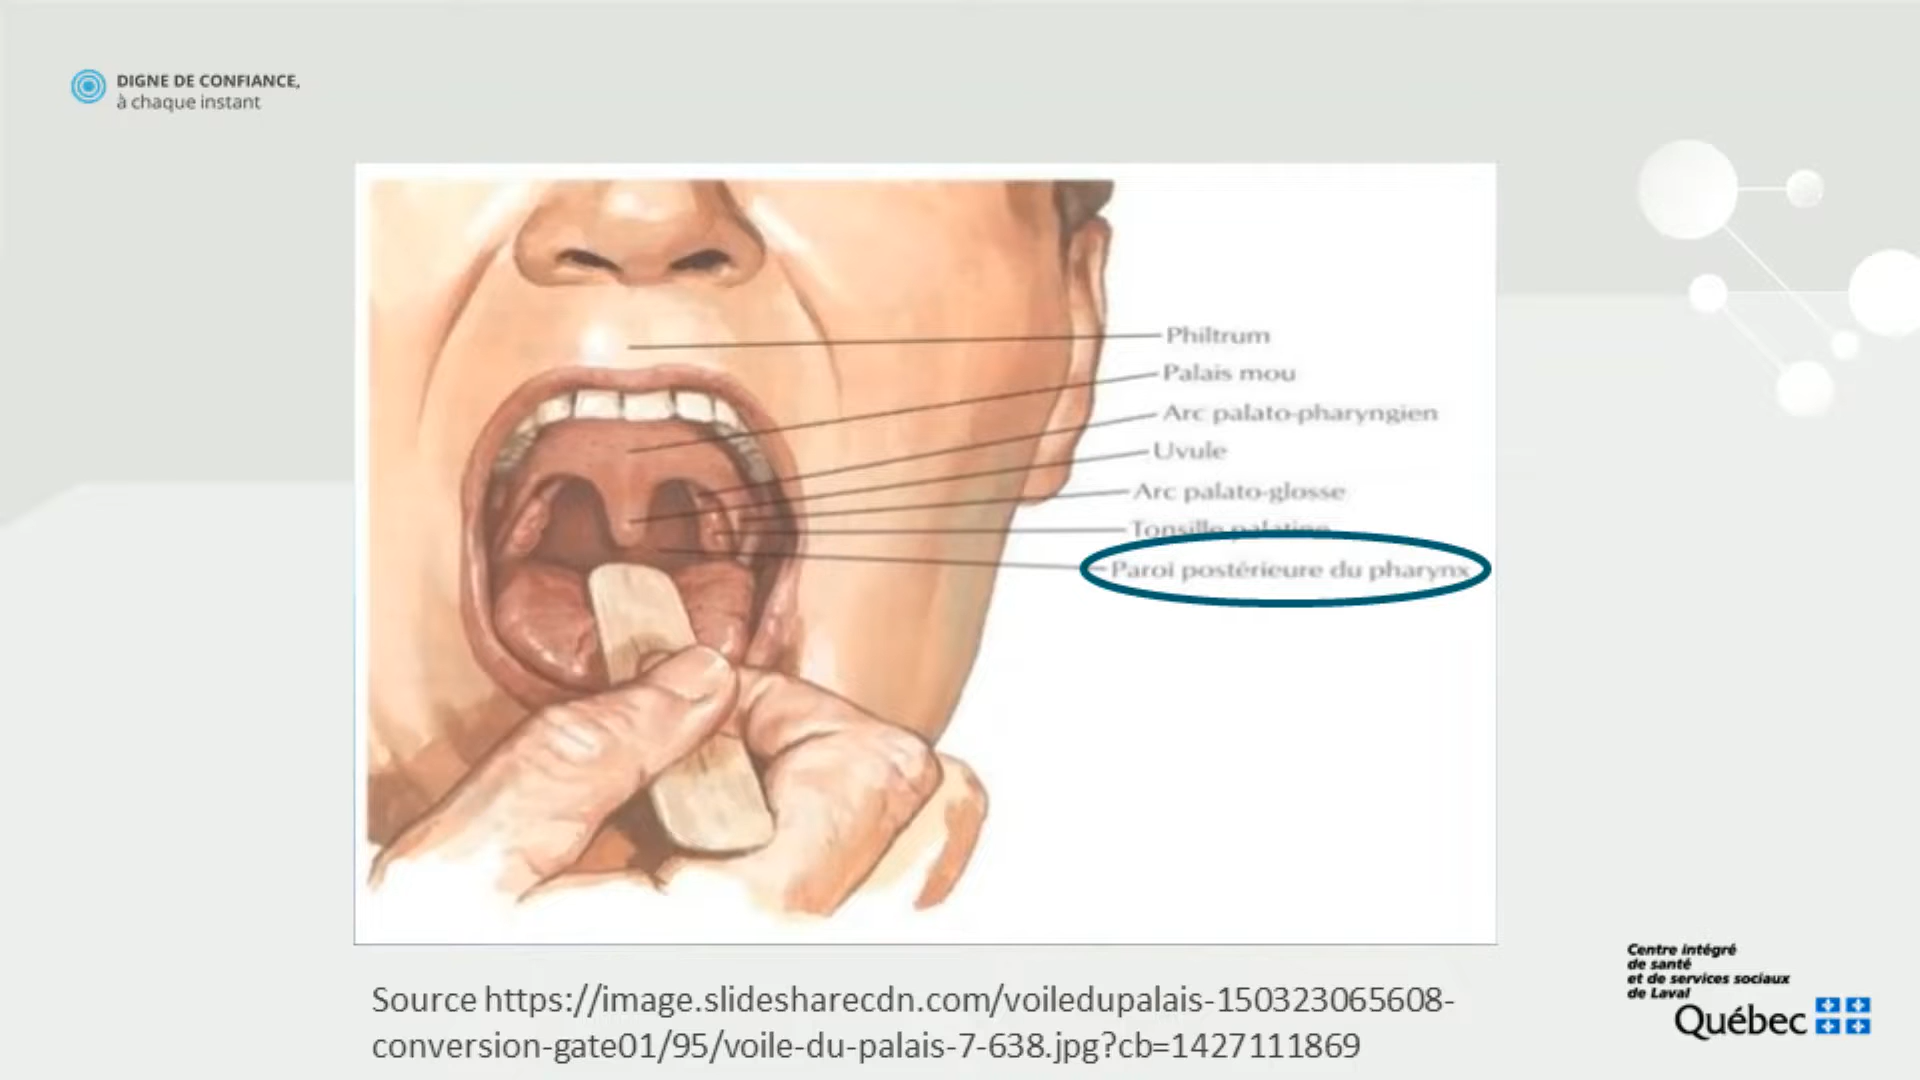 DIGNE DE CONFIANCE,
à chaque instant
Philtrum
Palais mou
Arc palato-pharyngien
Uvule
Arc palato-glosse
Tonsille palatine
Paroi postérieure du pharynx
Source https://image.slidesharecdn.com/voiledupalais-150323065608-
conversion-gate01/95/voile-du-palais-7-638.jpg?cb=1427111869
Centre intégré
de santé
et de services sociaux
de Laval
Québec